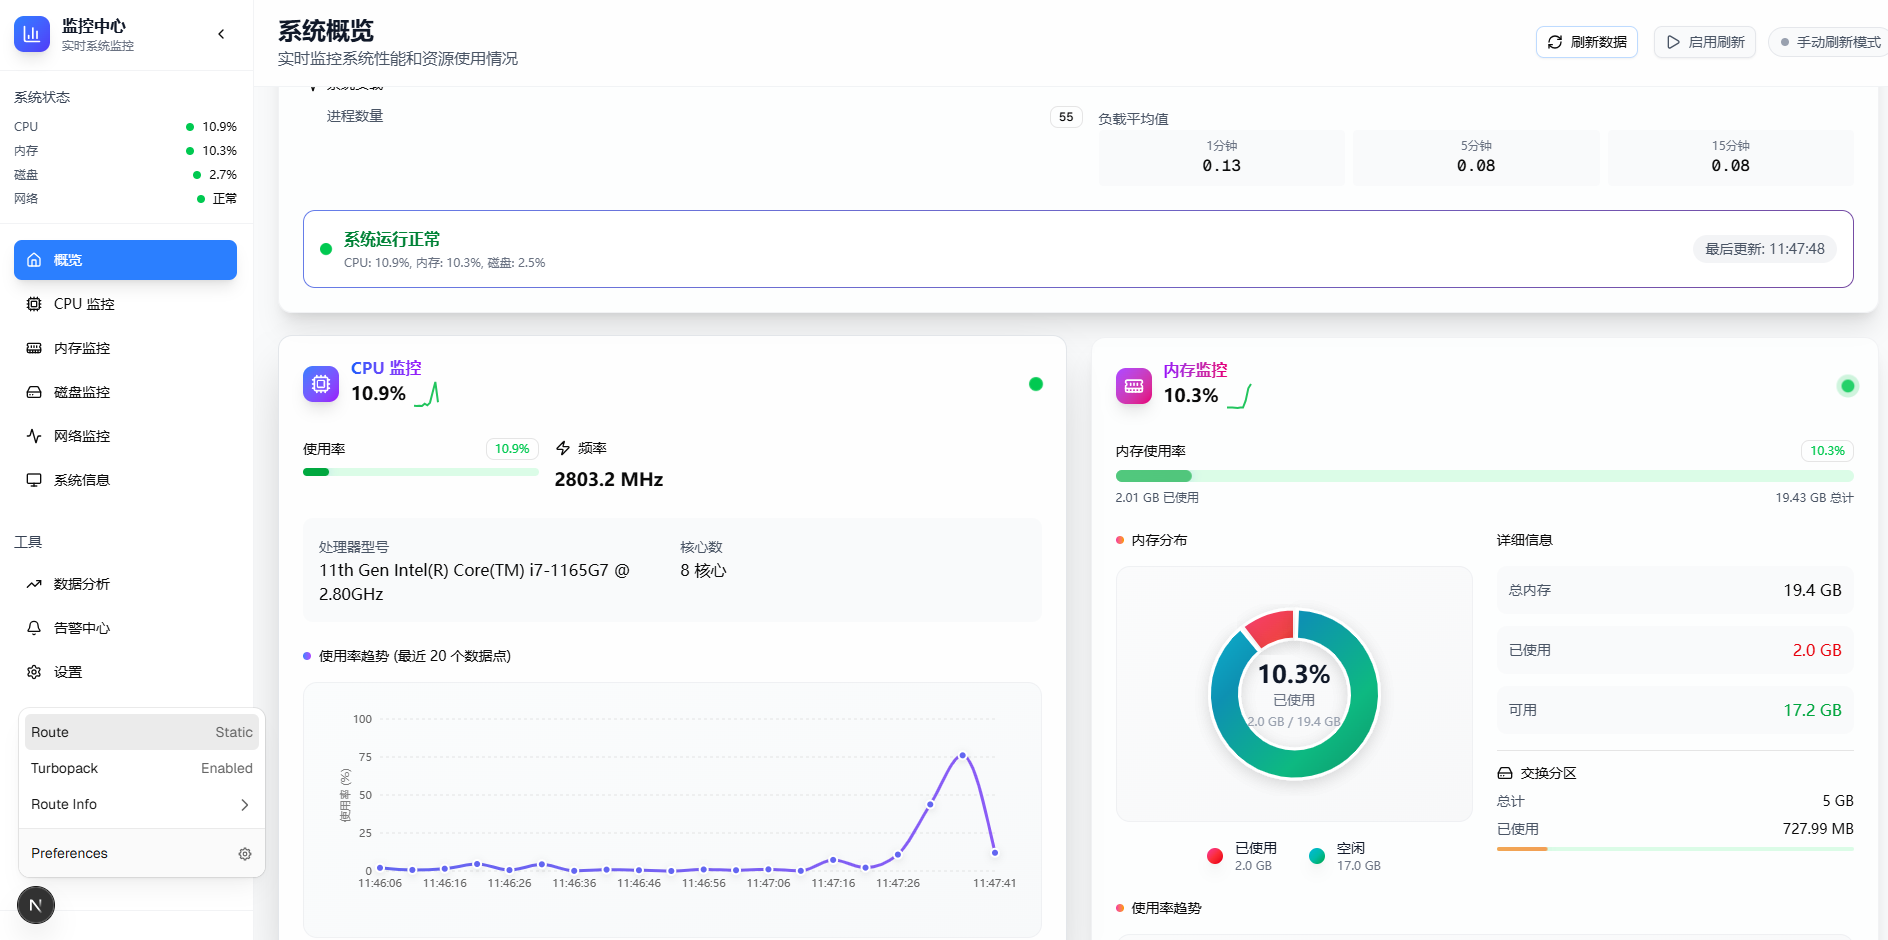 监控中心
实时系统监控
系统状态
CPU 10.9%
内存 10.3%
磁盘 2.7%
网络 正常
概览
CPU 监控
内存监控
磁盘监控
网络监控
系统信息
工具
数据分析
告警中心
设置
Route Static
Turbopack Enabled
Route Info
Preferences
N
系统概览
实时监控系统性能和资源使用情况
刷新数据
启用刷新
手动刷新模式
进程数量 55
负载平均值
1分钟
0.13
5分钟
0.08
15分钟
0.08
系统运行正常
CPU: 10.9%, 内存: 10.3%, 磁盘: 2.5%
最后更新: 11:47:48
CPU 监控
10.9%
使用率 10.9%
频率
2803.2 MHz
处理器型号
11th Gen Intel(R) Core(TM) i7-1165G7 @
2.80GHz
核心数
8 核心
使用率趋势 (最近 20 个数据点)
使用率 (%)
100
75
50
25
0
11:46:06 11:46:16 11:46:26 11:46:36 11:46:46 11:46:56 11:47:06 11:47:16 11:47:26 11:47:41
内存监控
10.3%
内存使用率 10.3%
2.01 GB 已使用 19.43 GB 总计
内存分布
10.3%
已使用
2.0 GB / 19.4 GB
已使用
2.0 GB
空闲
17.0 GB
详细信息
总内存 19.4 GB
已使用 2.0 GB
可用 17.2 GB
交换分区
总计 5 GB
已使用 727.99 MB
使用率趋势